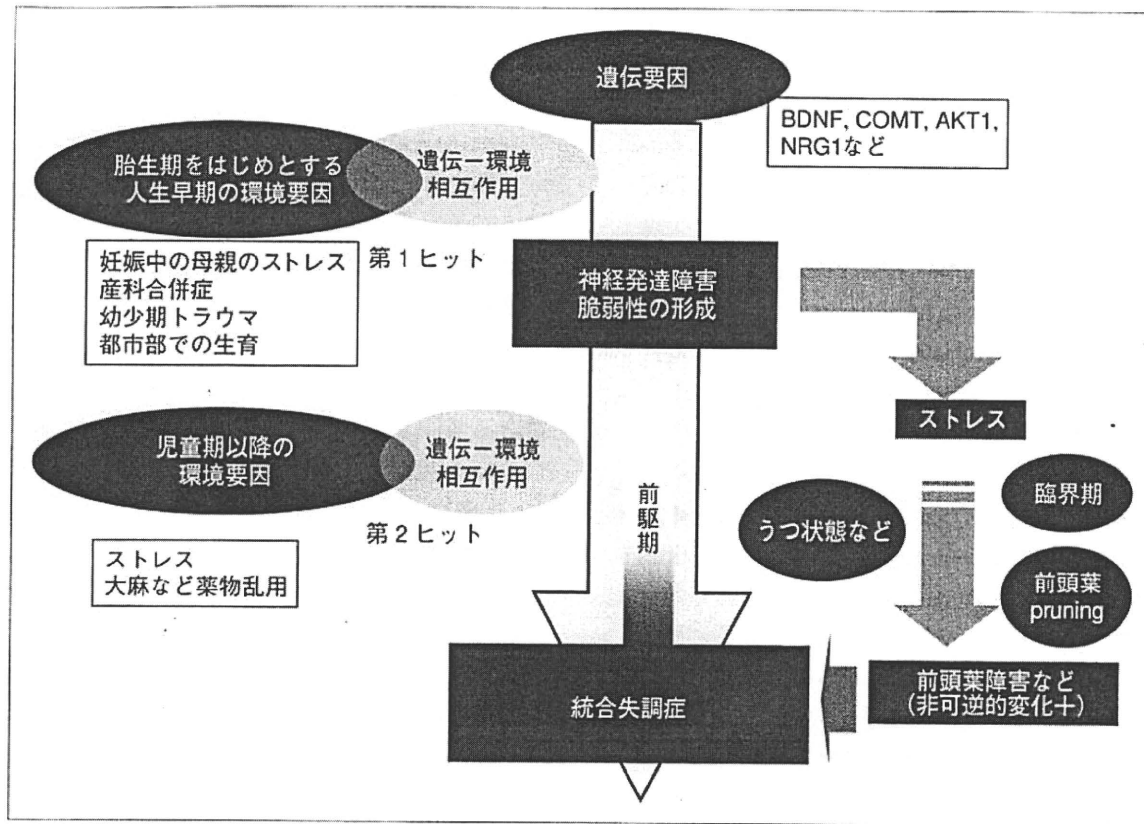 遺伝要因
BDNF, COMT, AKT1,
NRG1など
胎生期をはじめとする
人生早期の環境要因
遺伝ー環境
相互作用
第1ヒット
妊娠中の母親のストレス
産科合併症
幼少期トラウマ
都市部での生育
神経発達障害
脆弱性の形成
ストレス
児童期以降の
環境要因
遺伝ー環境
相互作用
第2ヒット
ストレス
大麻など薬物乱用
前駆期
うつ状態など
臨界期
前頭葉
pruning
前頭葉障害など
(非可逆的変化＋)
統合失調症